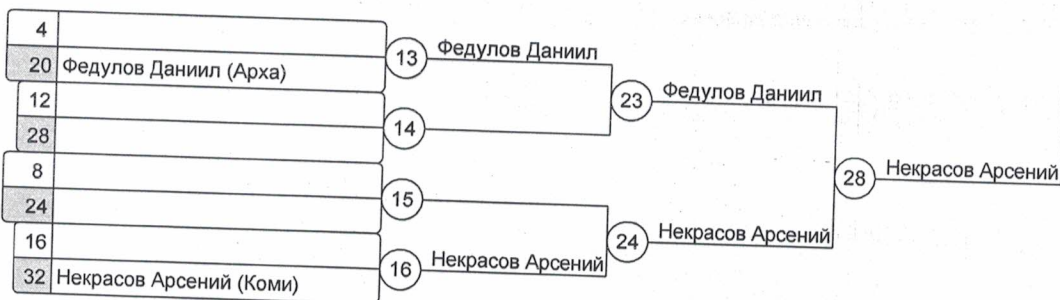 4
20 Федулов Даниил (Арха)
12
28
8
24
16
32 Некрасов Арсений (Коми)
13 Федулов Даниил
14
15
16 Некрасов Арсений
23 Федулов Даниил
24 Некрасов Арсений
28 Некрасов Арсений